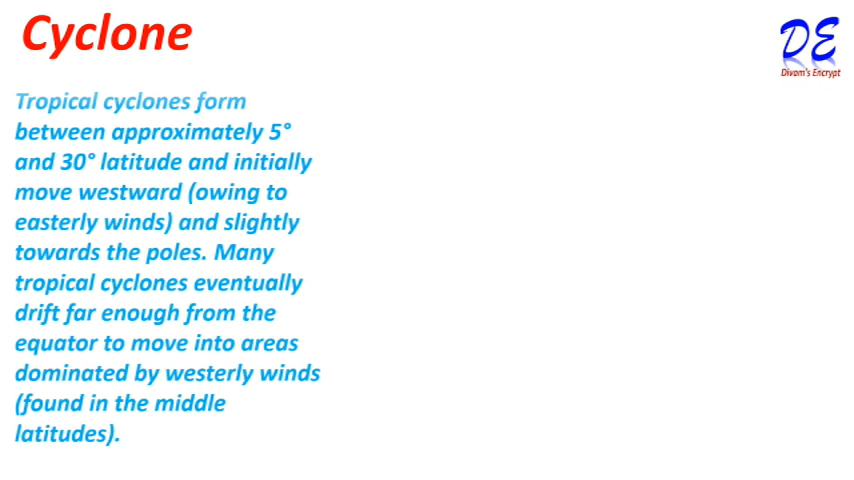 Cyclone
DE
Divam's Encrypt
Tropical cyclones form
between approximately 5°
and 30° latitude and initially
move westward (owing to
easterly winds) and slightly
towards the poles. Many
tropical cyclones eventually
drift far enough from the
equator to move into areas
dominated by westerly winds
(found in the middle
latitudes).